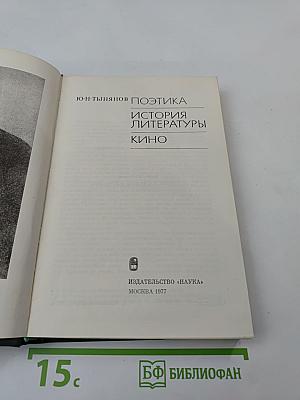 Ю·Н·ТЫНЯНОВ ПОЭТИКА
ИСТОРИЯ
ЛИТЕРАТУРЫ
КИНО
ИЗДАТЕЛЬСТВО «НАУКА»
МОСКВА 1977
15с
БФ БИБЛИОФАН